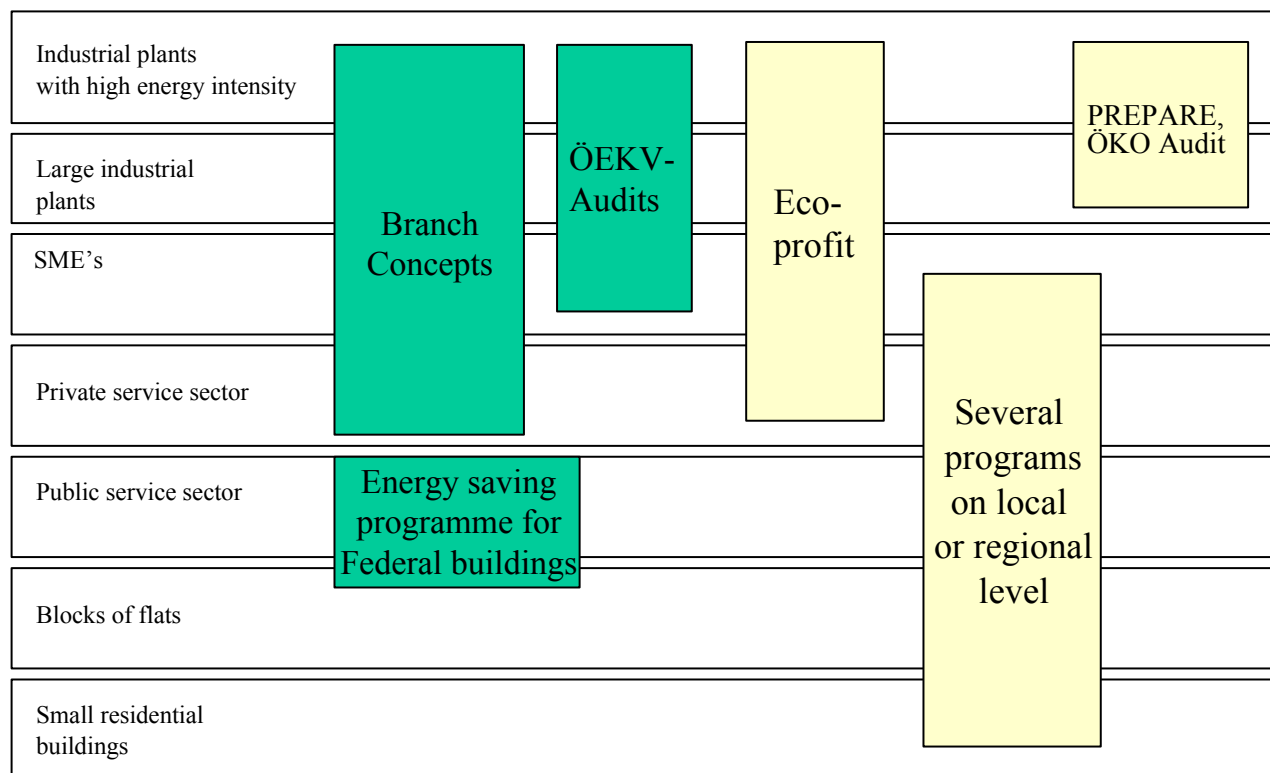 Industrial plants
with high energy intensity
Large industrial
plants
SME’s
Private service sector
Public service sector
Blocks of flats
Small residential
buildings
Branch
Concepts
ÖEKV-
Audits
Eco-
profit
PREPARE,
ÖKO Audit
Energy saving
programme for
Federal buildings
Several
programs
on local
or regional
level